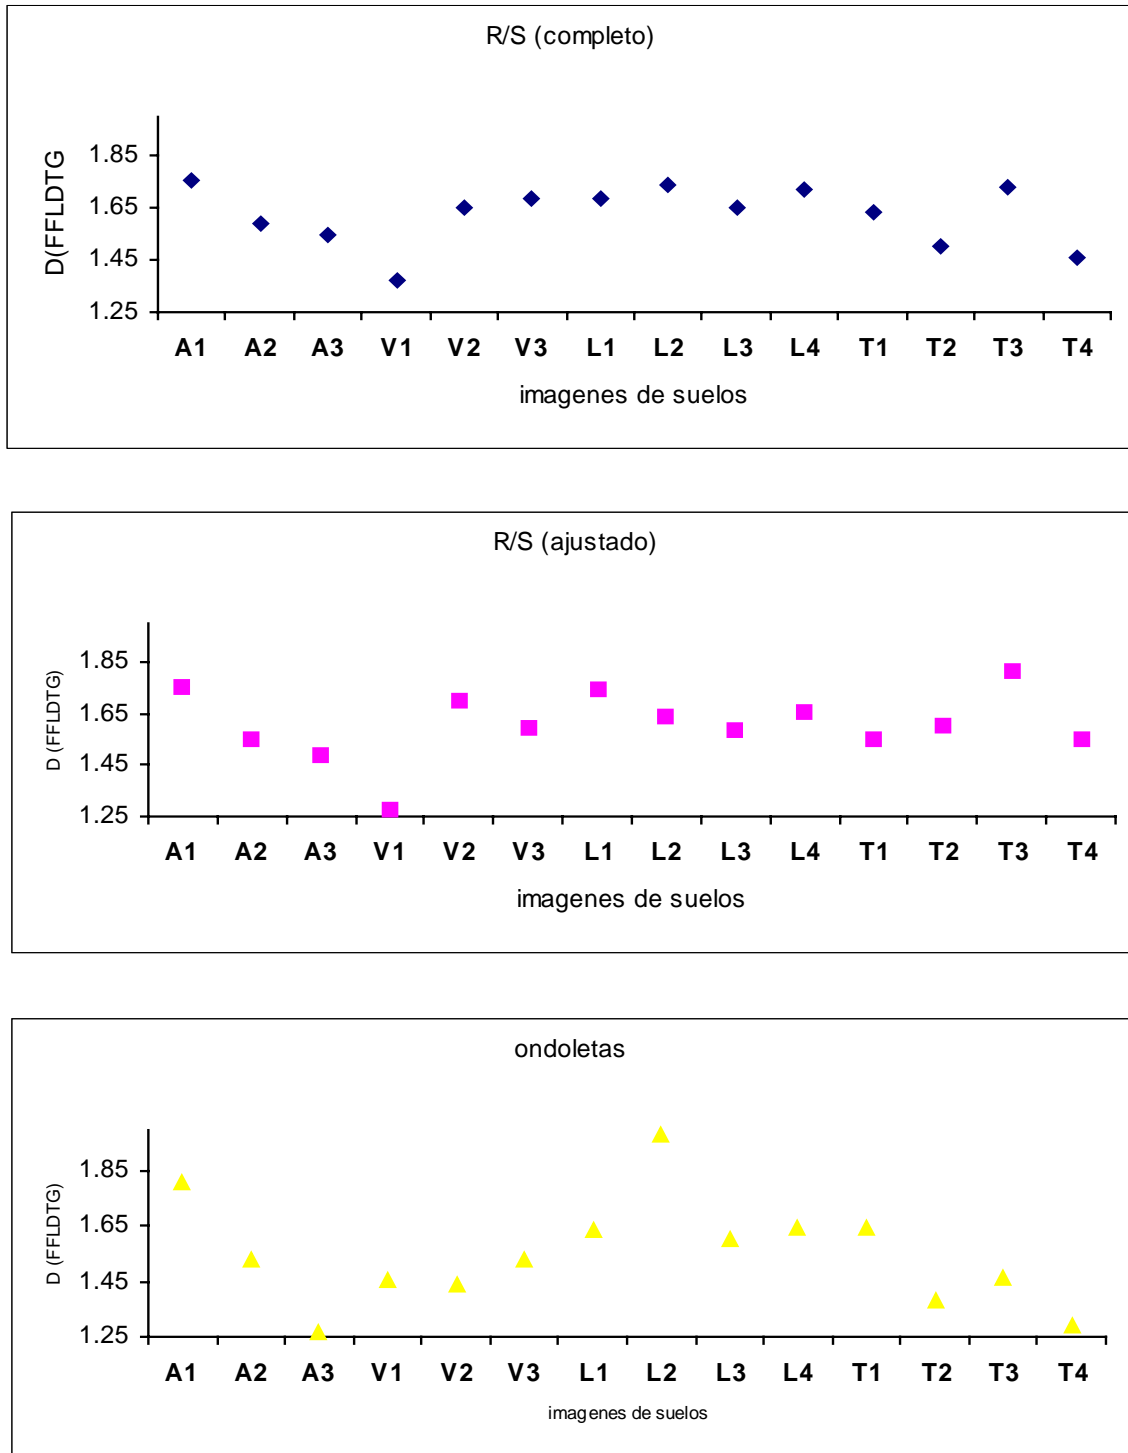 R/S (completo)
D(FFLDTG
1.85
1.65
1.45
1.25
A1 A2 A3 V1 V2 V3 L1 L2 L3 L4 T1 T2 T3 T4
imagenes de suelos
R/S (ajustado)
D (FFLDTG)
1.85
1.65
1.45
1.25
A1 A2 A3 V1 V2 V3 L1 L2 L3 L4 T1 T2 T3 T4
imagenes de suelos
ondoletas
D (FFLDTG)
1.85
1.65
1.45
1.25
A1 A2 A3 V1 V2 V3 L1 L2 L3 L4 T1 T2 T3 T4
imagenes de suelos